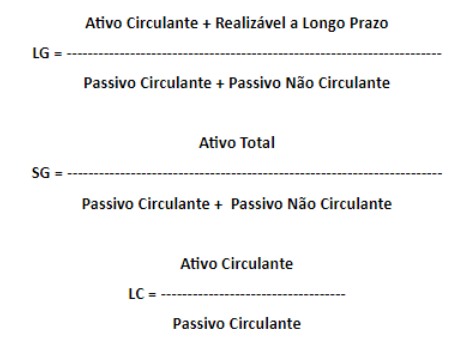 Ativo Circulante + Realizável a Longo Prazo
LG = -------------------------------------------------------------------------
Passivo Circulante + Passivo Não Circulante
Ativo Total
SG = -------------------------------------------------------------------------
Passivo Circulante + Passivo Não Circulante
Ativo Circulante
LC = ------------------------------------
Passivo Circulante